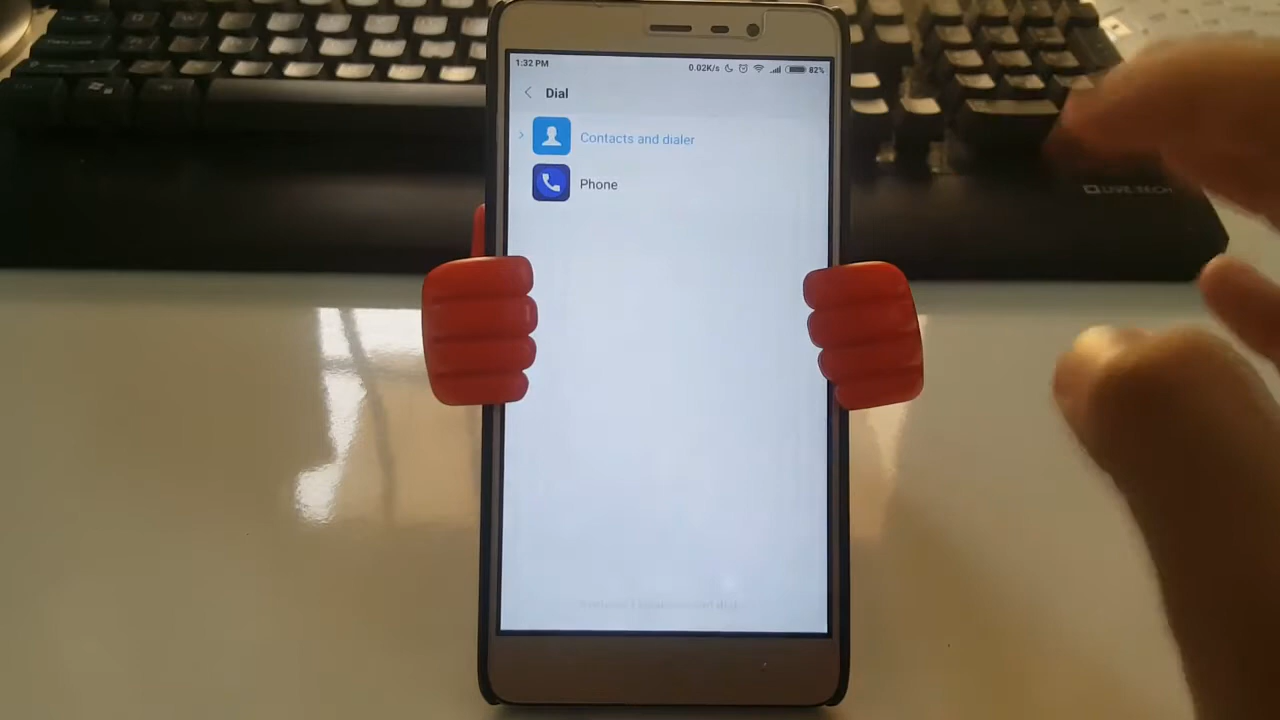 1:32 PM
0.02K/s
82%
Dial
Contacts and dialer
Phone